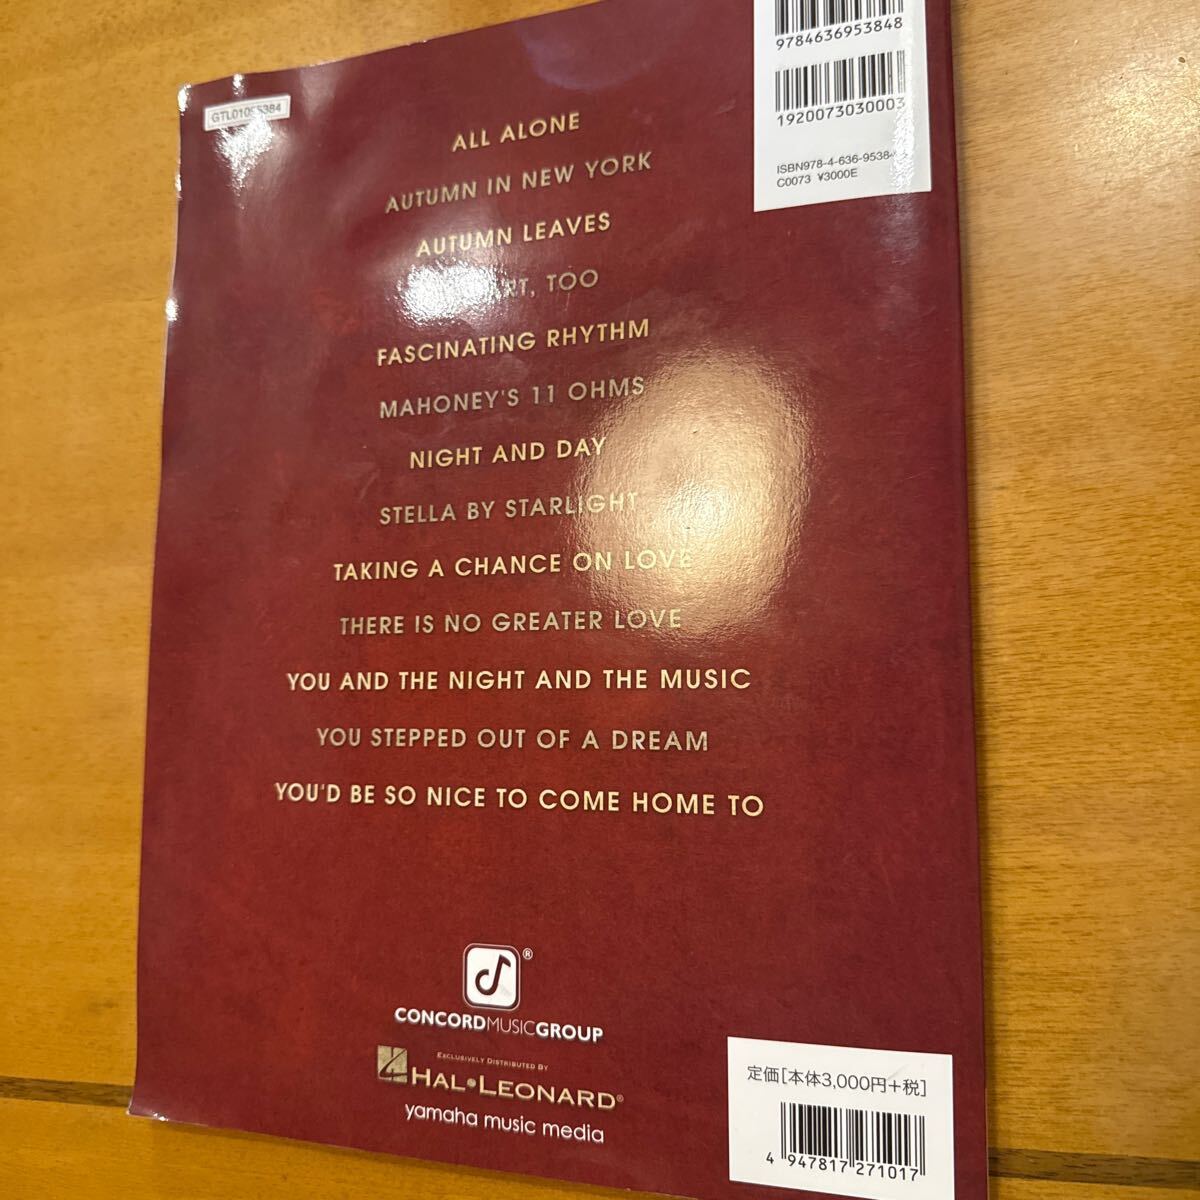 9784636953848
1920073030003
ISBN978-4-636-9538
C0073 ¥3000E
GTL01095384
ALL ALONE
AUTUMN IN NEW YORK
AUTUMN LEAVES
TOO
FASCINATING RHYTHM
MAHONEY'S 11 OHMS
NIGHT AND DAY
STELLA BY STARLIGHT
TAKING A CHANCE ON LOVE
THERE IS NO GREATER LOVE
YOU AND THE NIGHT AND THE MUSIC
YOU STEPPED OUT OF A DREAM
YOU'D BE SO NICE TO COME HOME TO
®
CONCORDMUSICGROUP
EXCLUSIVELY DISTRIBUTED BY
HAL•LEONARD®
yamaha music media
定価[本体3,000円+税]
4 947817 271017